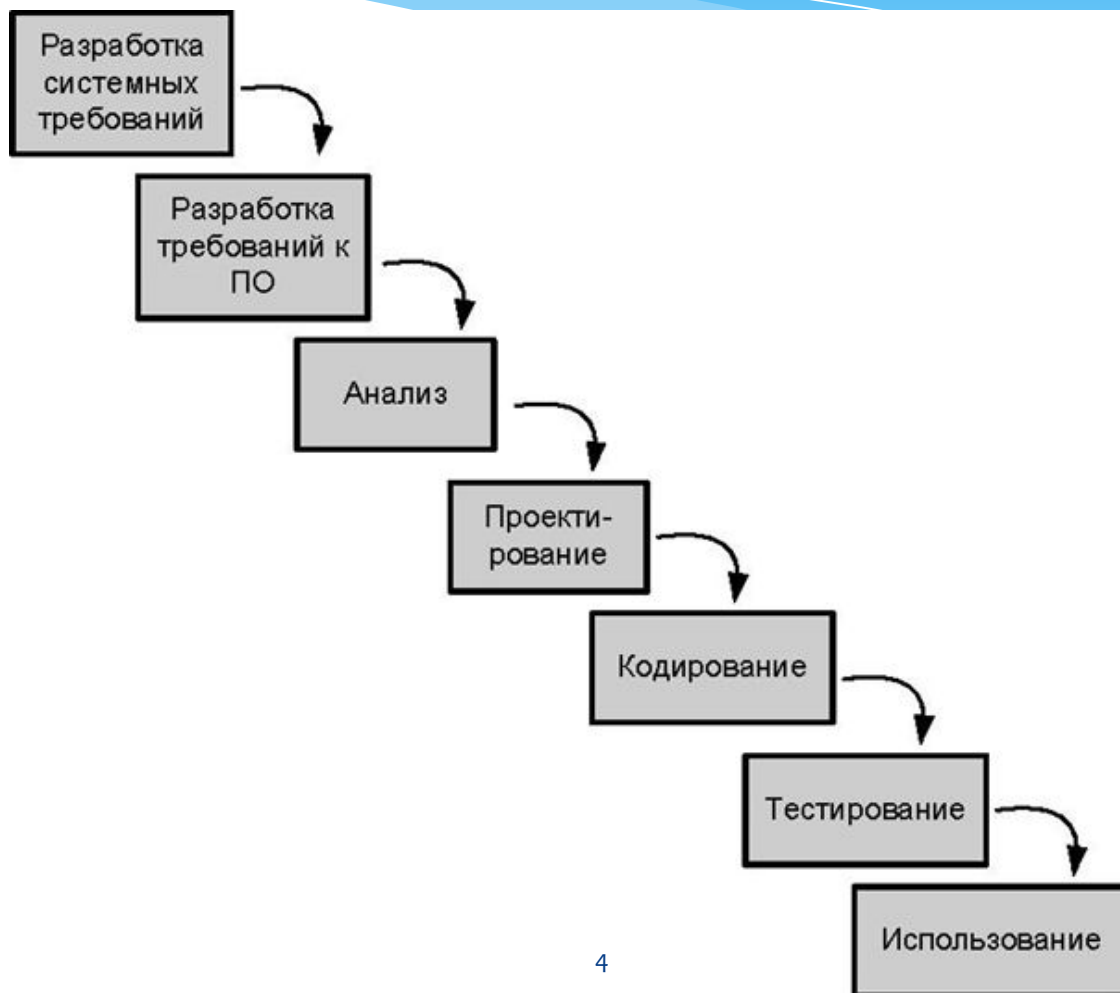 Разработка
системных
требований
Разработка
требований к
ПО
Анализ
Проекти-
рование
Кодирование
Тестирование
Использование
4